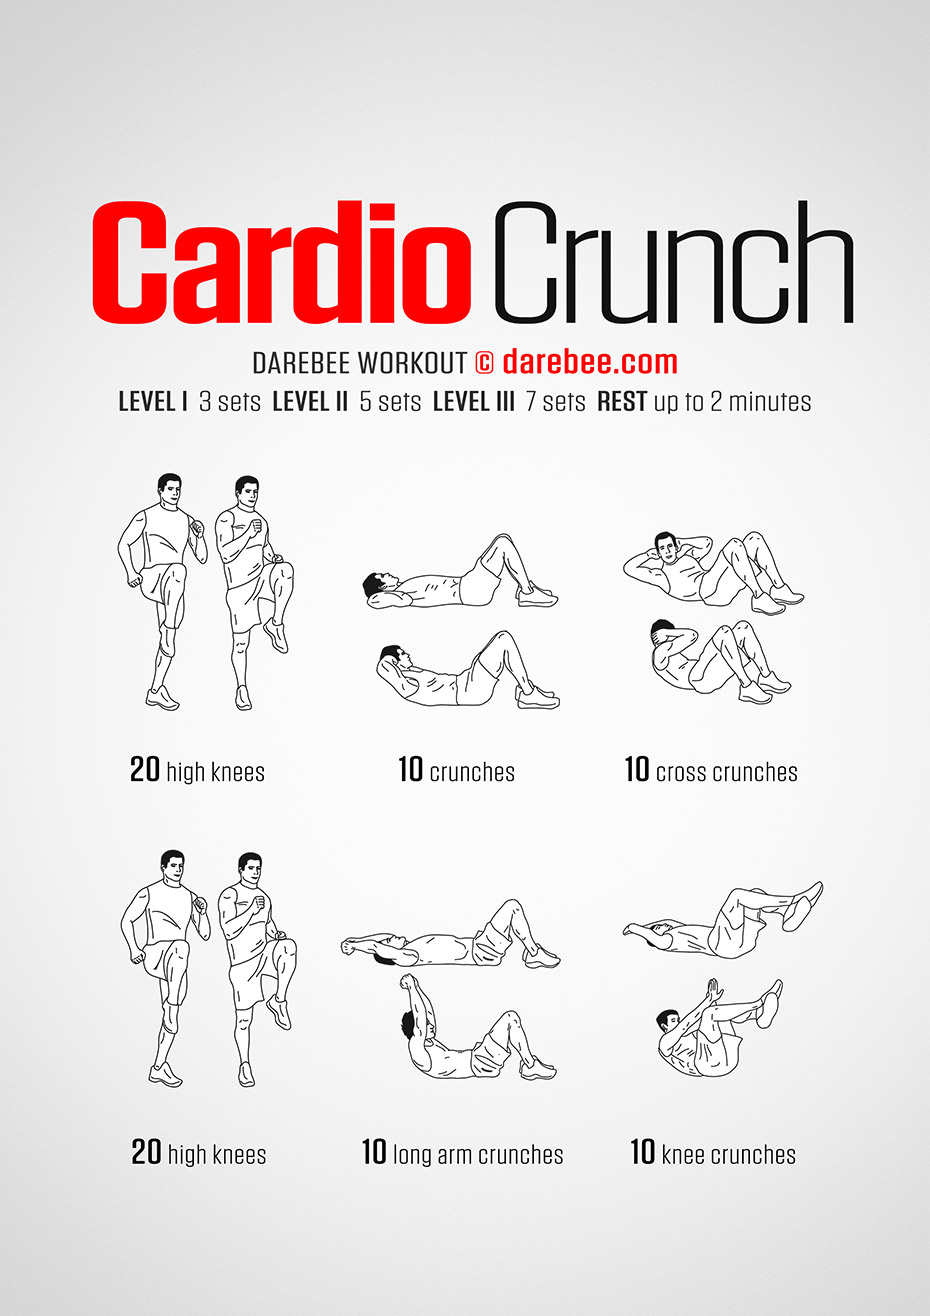 Cardio Crunch
DAREBEE WORKOUT © darebee.com
LEVEL I 3 sets LEVEL II 5 sets LEVEL III 7 sets REST up to 2 minutes
20 high knees
10 crunches
10 cross crunches
20 high knees
10 long arm crunches
10 knee crunches